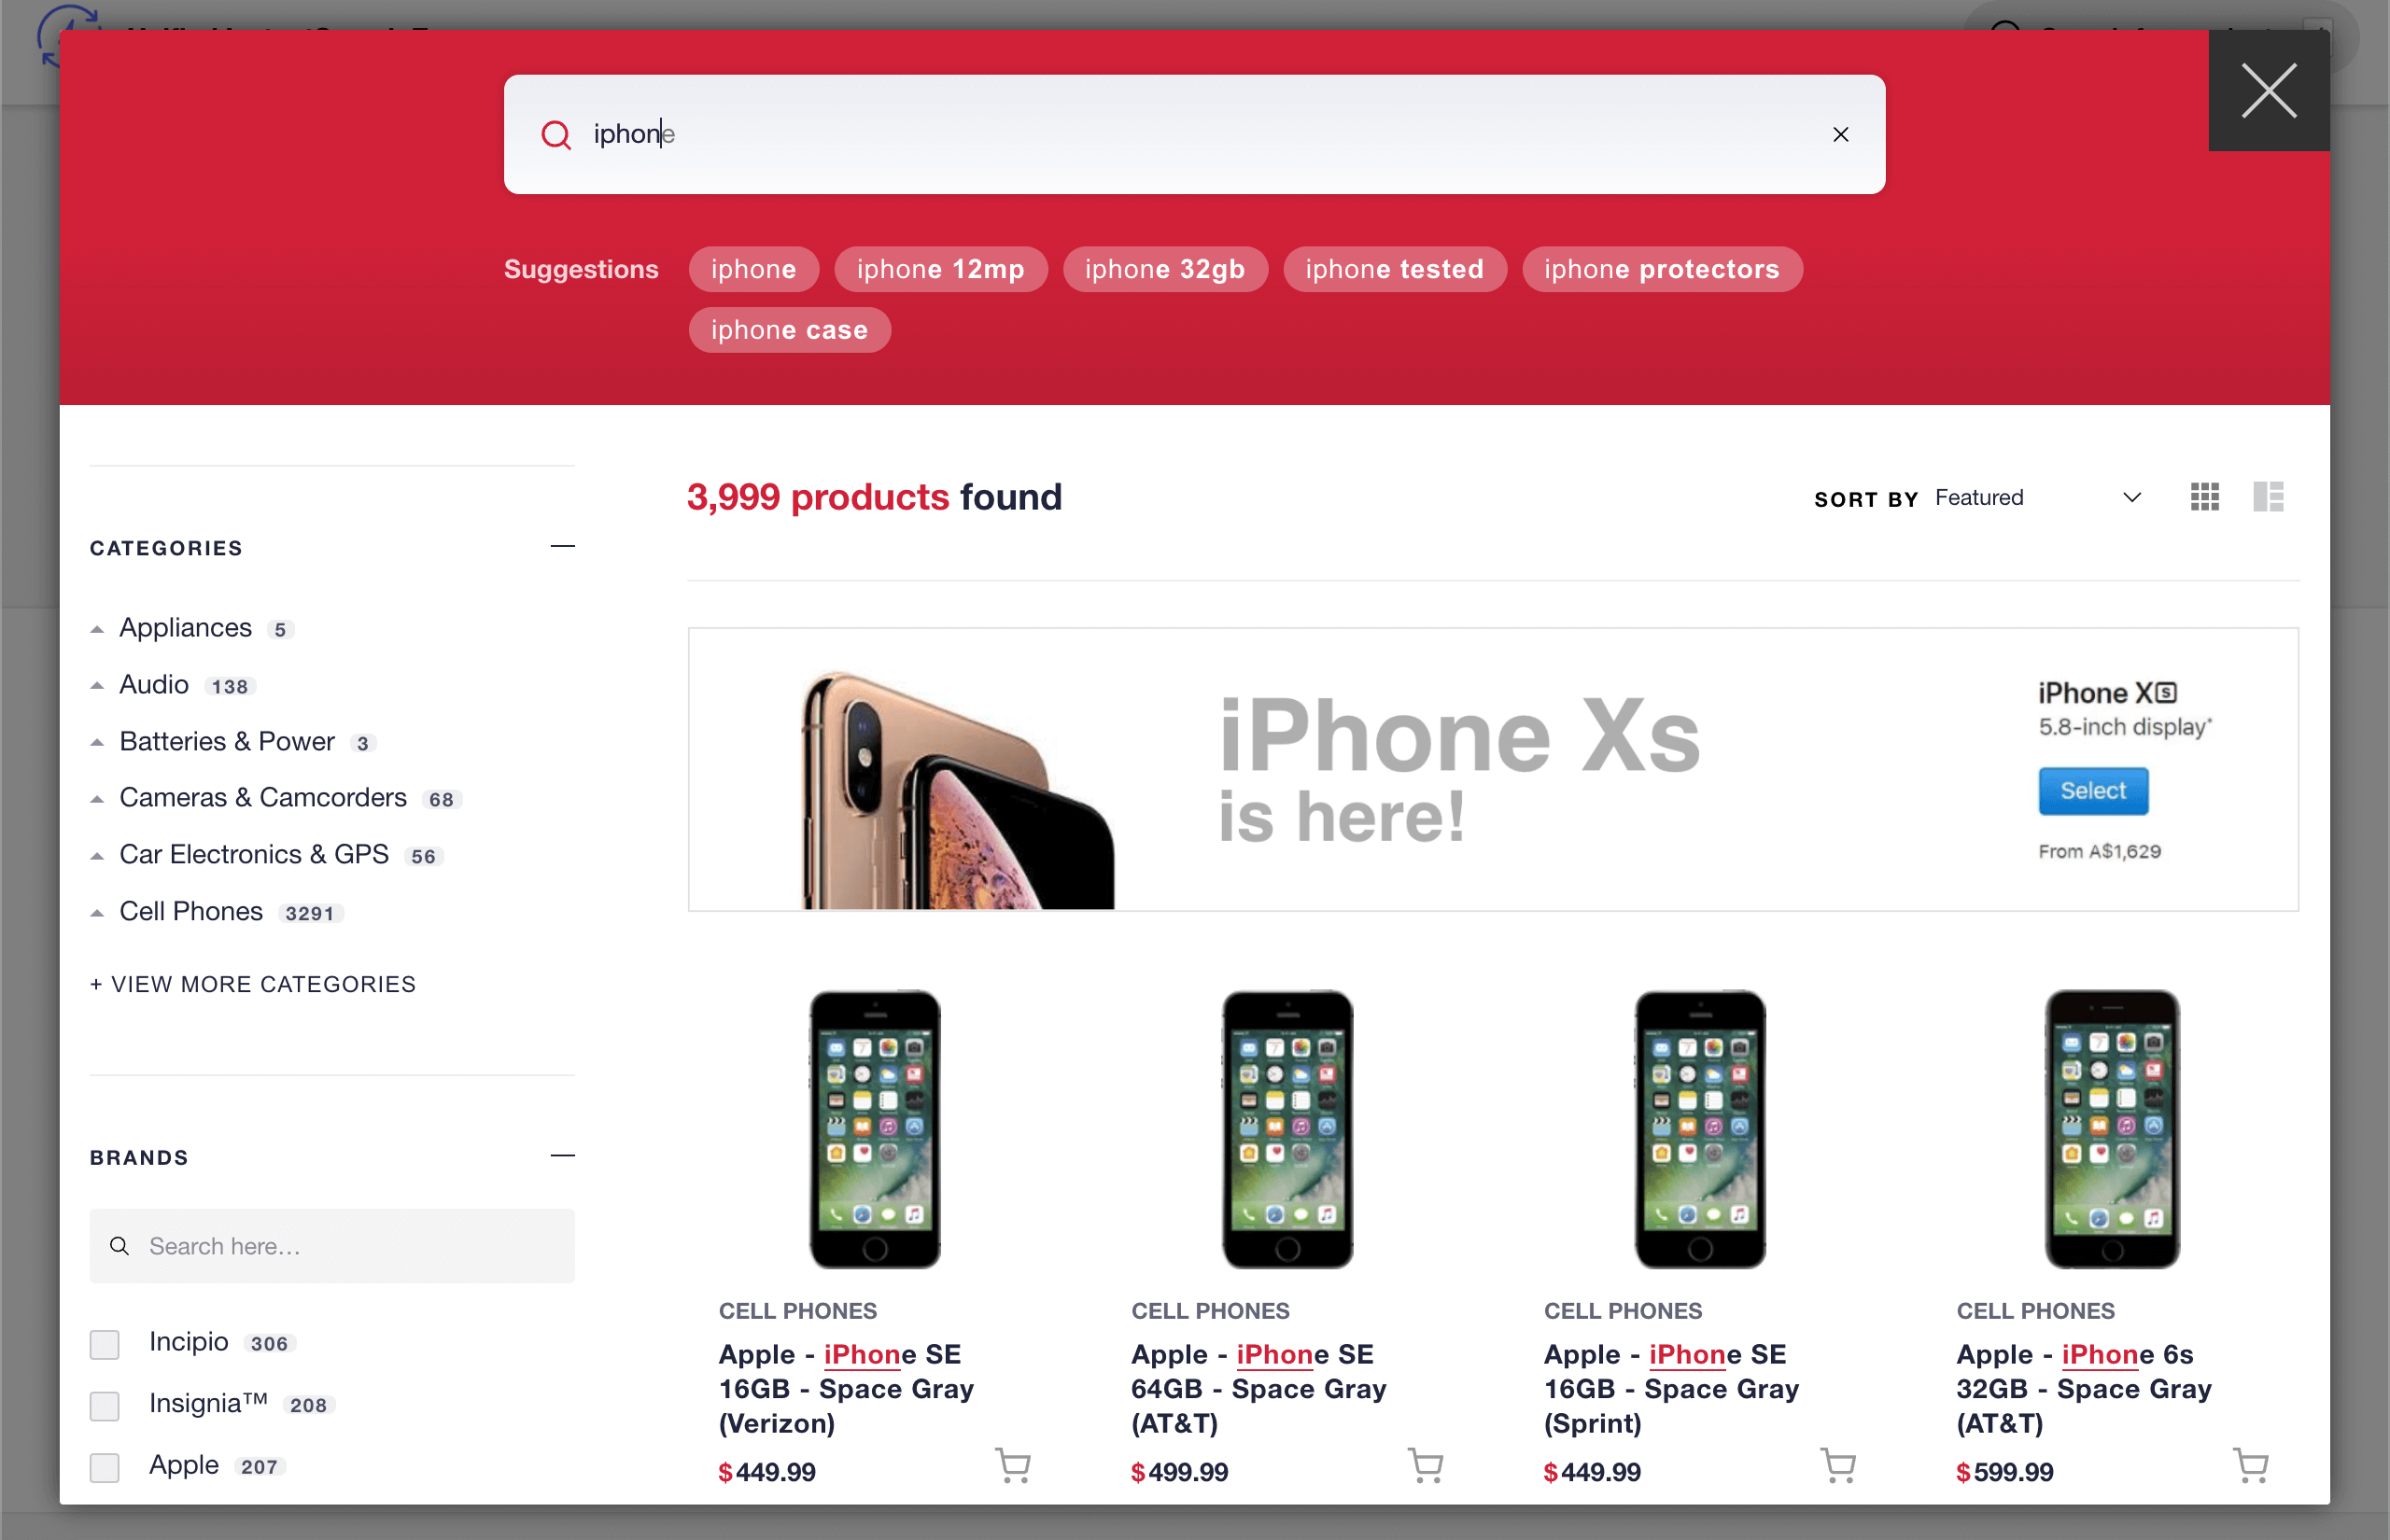 iphone
Suggestions
iphone
iphone 12mp
iphone 32gb
iphone tested
iphone protectors
iphone case
3,999 products found
SORT BY Featured
CATEGORIES
Appliances 5
Audio 138
Batteries & Power 3
Cameras & Camcorders 68
Car Electronics & GPS 56
Cell Phones 3291
+ VIEW MORE CATEGORIES
BRANDS
Search here...
Incipio 306
Insignia™ 208
Apple 207
iPhone Xs
is here!
iPhone XS
5.8-inch display*
Select
From A$1,629
CELL PHONES
Apple - iPhone SE
16GB - Space Gray
(Verizon)
$449.99
CELL PHONES
Apple - iPhone SE
64GB - Space Gray
(AT&T)
$499.99
CELL PHONES
Apple - iPhone SE
16GB - Space Gray
(Sprint)
$449.99
CELL PHONES
Apple - iPhone 6s
32GB - Space Gray
(AT&T)
$599.99